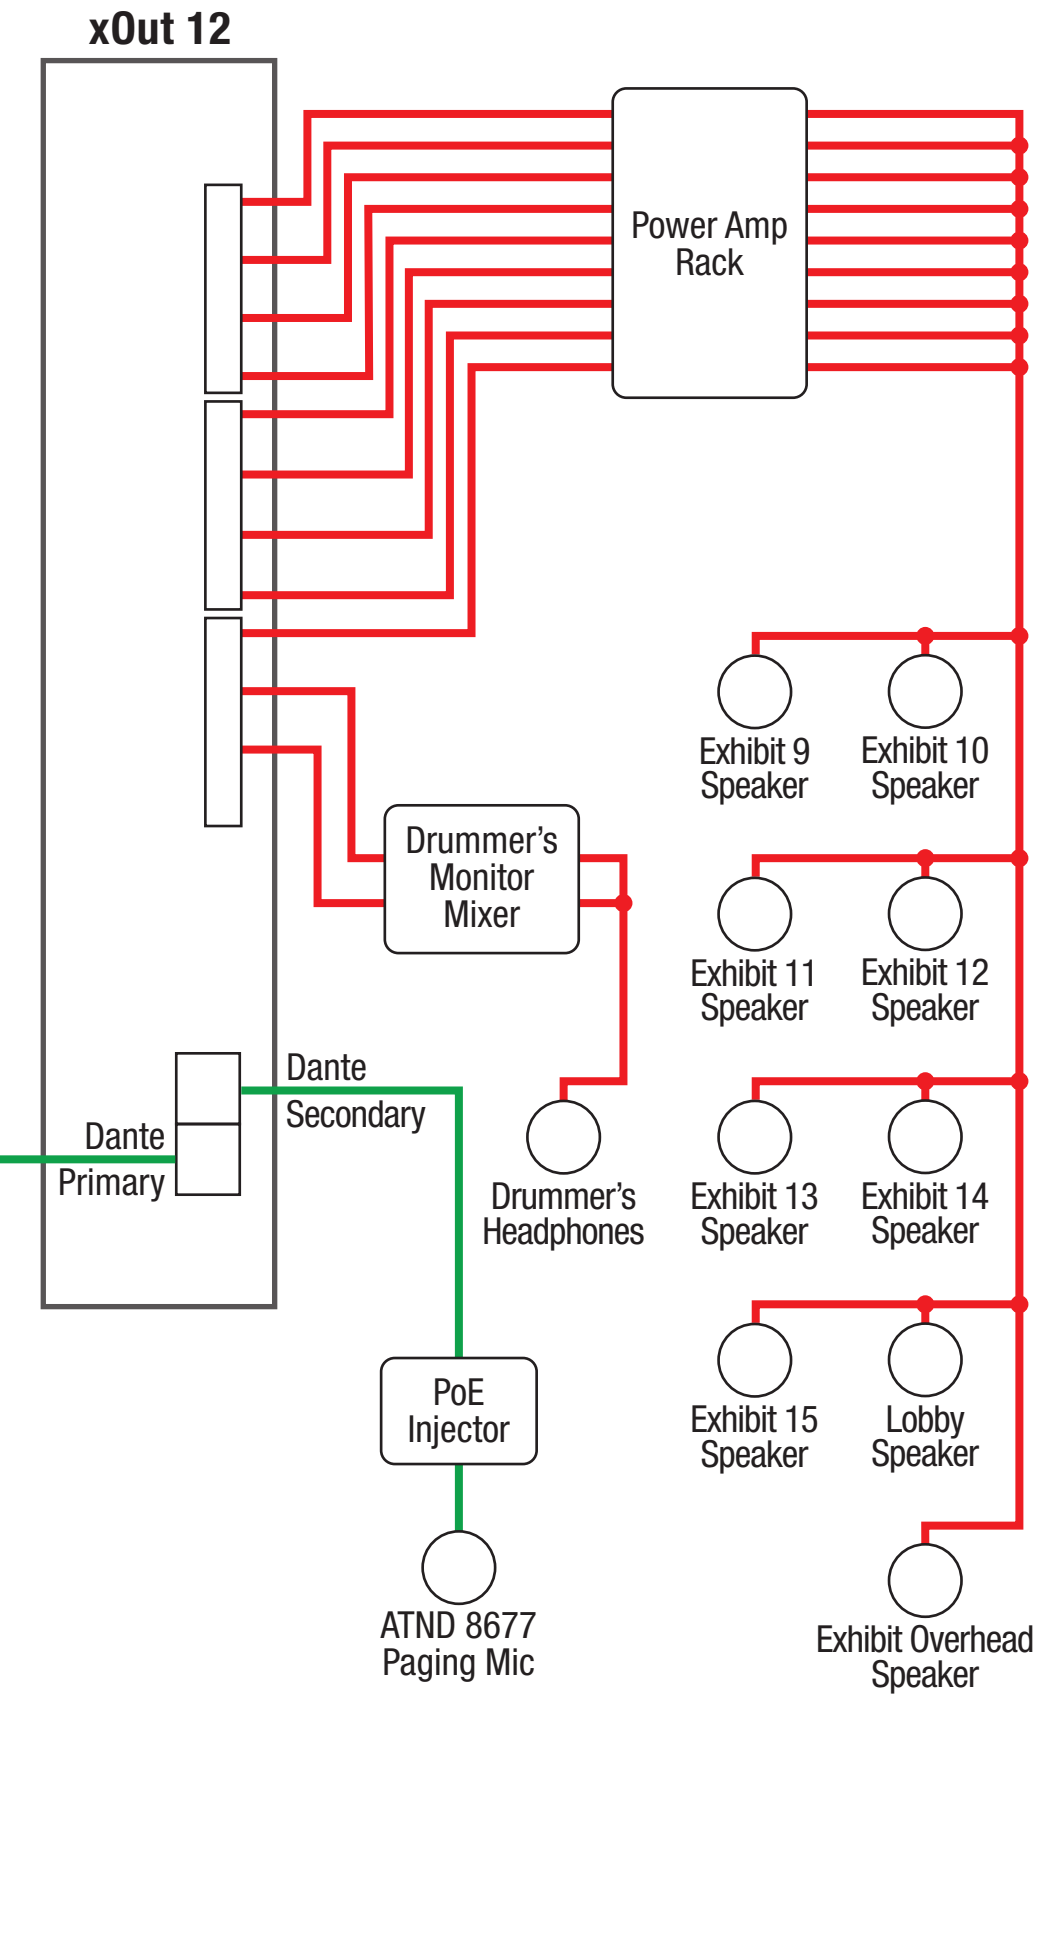 xOut 12
Power Amp
Rack
Exhibit 9
Speaker
Exhibit 10
Speaker
Drummer's
Monitor
Mixer
Exhibit 11
Speaker
Exhibit 12
Speaker
Dante
Secondary
Dante
Primary
Drummer's
Headphones
Exhibit 13
Speaker
Exhibit 14
Speaker
PoE
Injector
Exhibit 15
Speaker
Lobby
Speaker
ATND 8677
Paging Mic
Exhibit Overhead
Speaker